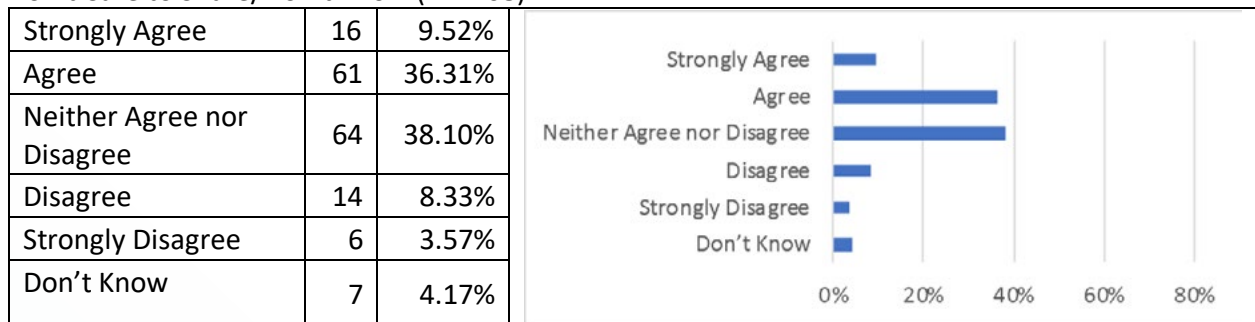 Strongly Agree 16 9.52%
Agree 61 36.31%
Neither Agree nor
Disagree 64 38.10%
Disagree 14 8.33%
Strongly Disagree 6 3.57%
Don't Know 7 4.17%
Strongly Agree
Agree
Neither Agree nor Disagree
Disagree
Strongly Disagree
Don't Know
0% 20% 40% 60% 80%